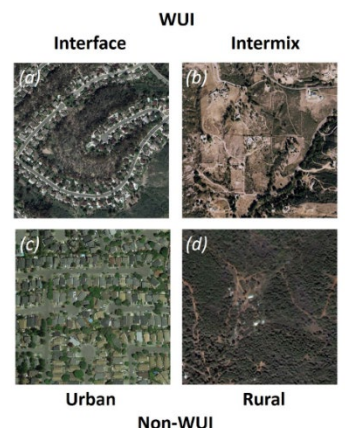 WUI
Interface Intermix
(a) (b)
(c) (d)
Urban Rural
Non-WUI